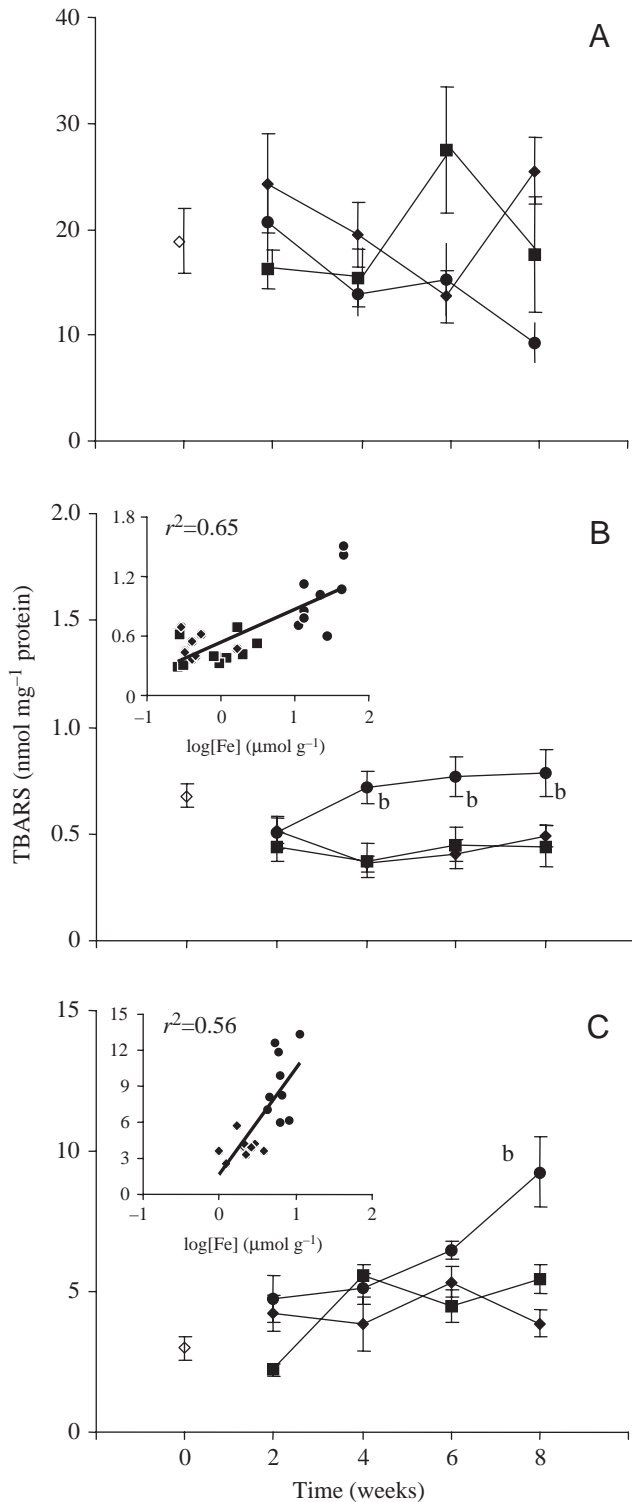 A
40
30
20
10
0
B
2.0
1.5
1.0
0.5
0
r²=0.65
1.8
1.2
0.6
0
–1 0 1 2
log[Fe] (μmol g⁻¹)
b b b
TBARS (nmol mg⁻¹ protein)
C
15
10
5
0
r²=0.56
15
12
9
6
3
0
–1 0 1 2
log[Fe] (μmol g⁻¹)
b
0 2 4 6 8
Time (weeks)